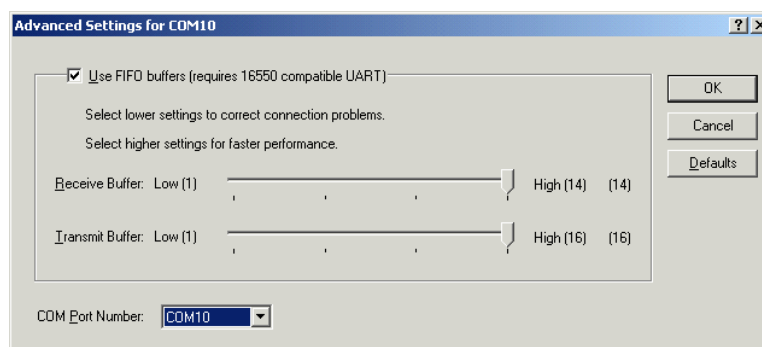 Advanced Settings for COM10
Use FIFO buffers (requires 16550 compatible UART)
OK
Select lower settings to correct connection problems.
Cancel
Select higher settings for faster performance.
Defaults
Receive Buffer: Low (1) High (14) (14)
Transmit Buffer: Low (1) High (16) (16)
COM Port Number: COM10